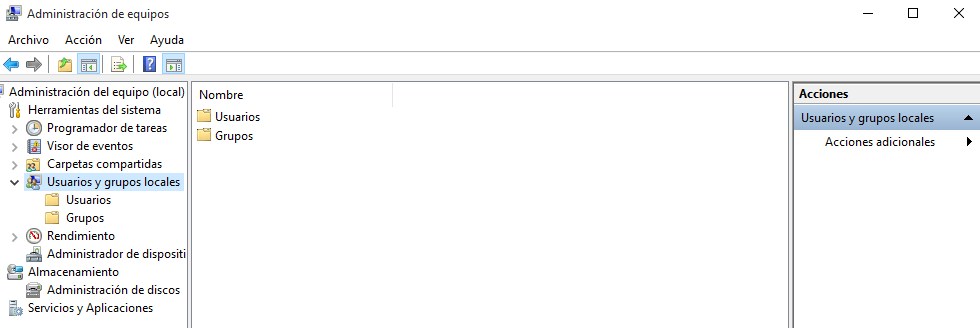 Administración de equipos
Archivo Acción Ver Ayuda
Administración del equipo (local)
Herramientas del sistema
Programador de tareas
Visor de eventos
Carpetas compartidas
Usuarios y grupos locales
Usuarios
Grupos
Rendimiento
Administrador de dispositi
Almacenamiento
Administración de discos
Servicios y Aplicaciones
Nombre
Usuarios
Grupos
Acciones
Usuarios y grupos locales
Acciones adicionales